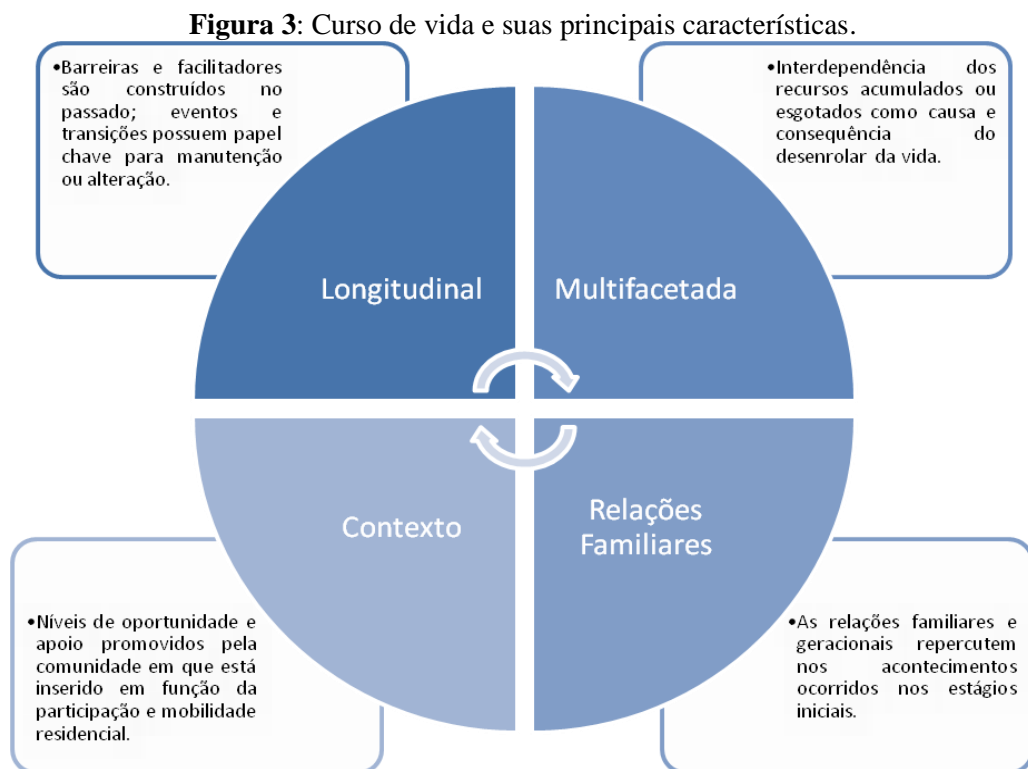 Figura 3: Curso de vida e suas principais características.
•Barreiras e facilitadores
são construídos no
passado; eventos e
transições possuem papel
chave para manutenção
ou alteração.
•Interdependência dos
recursos acumulados ou
esgotados como causa e
consequência do
desenrolar da vida.
Longitudinal
Multifacetada
Contexto
Relações
Familiares
•Níveis de oportunidade e
apoio promovidos pela
comunidade em que está
inserido em função da
participação e mobilidade
residencial.
•As relações familiares e
geracionais repercutem
nos acontecimentos
ocorridos nos estágios
iniciais.